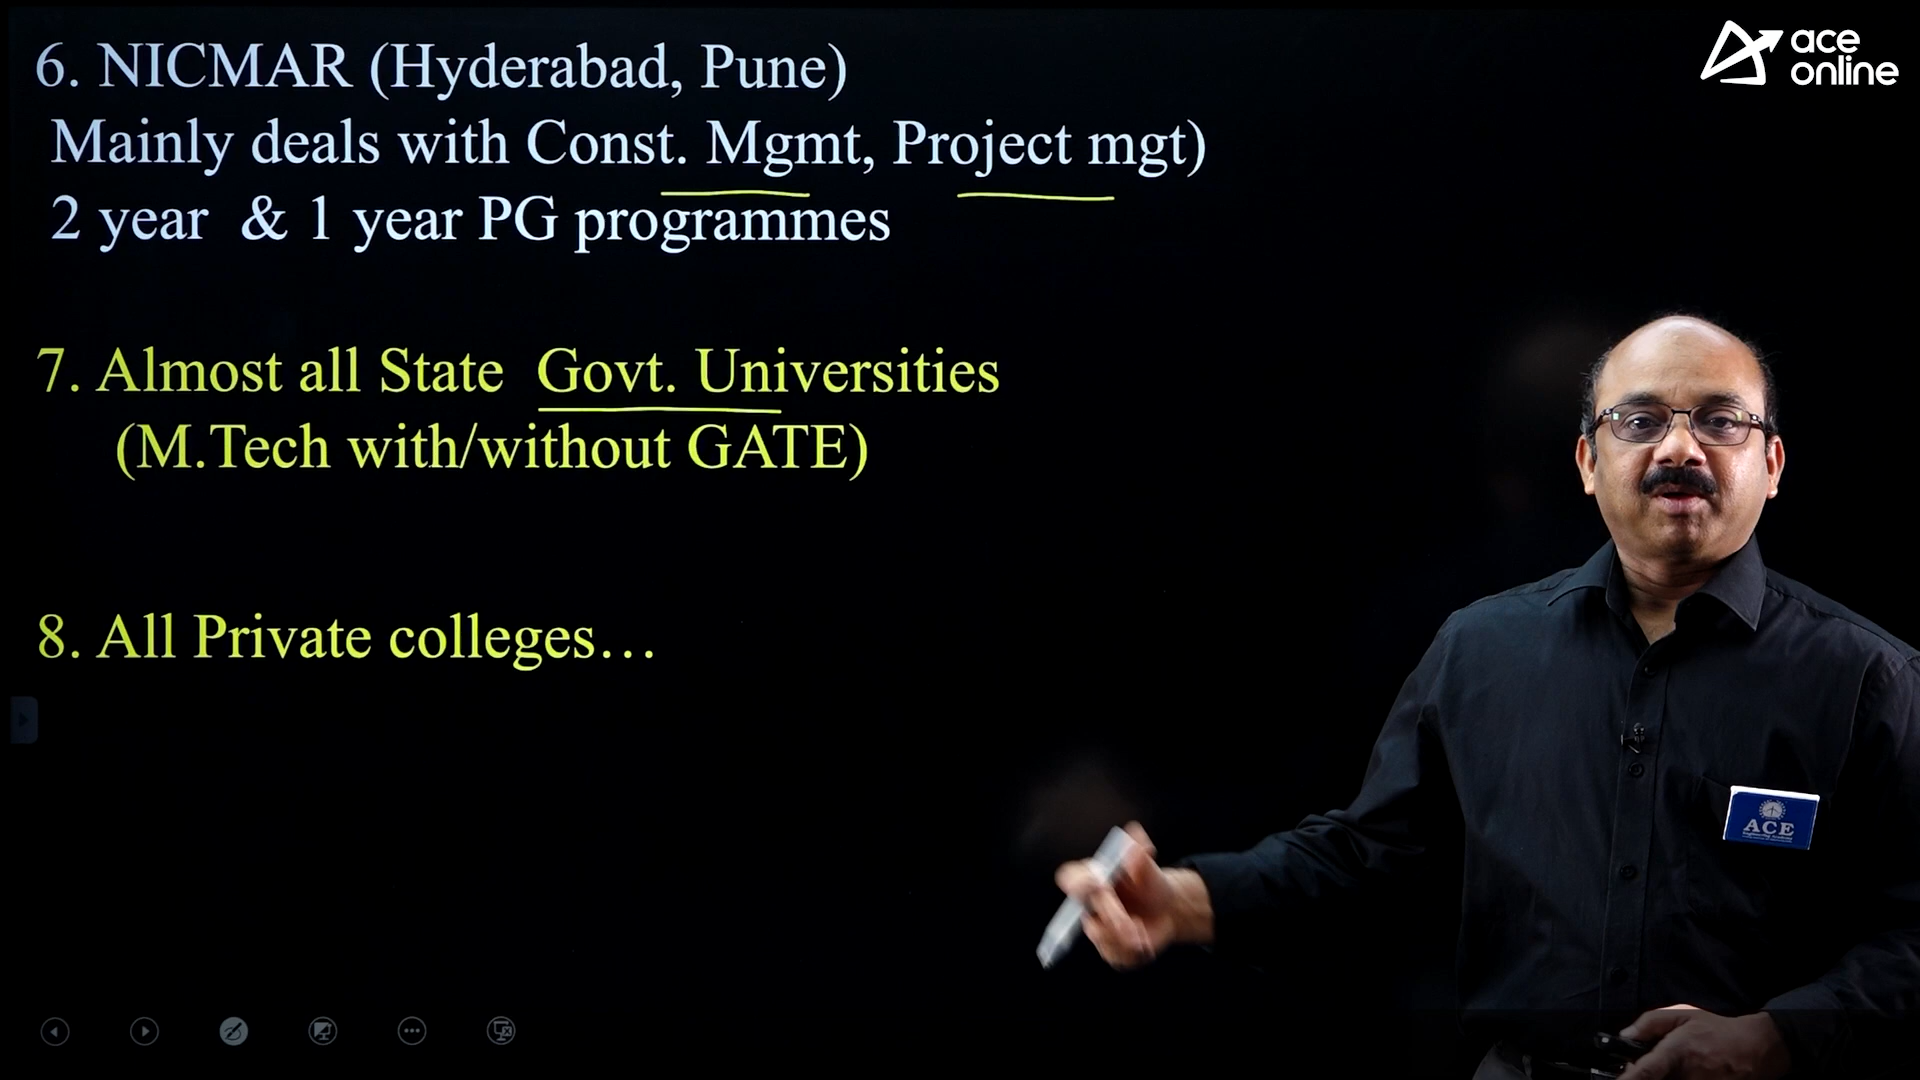 6. NICMAR (Hyderabad, Pune)
Mainly deals with Const. Mgmt, Project mgt)
2 year & 1 year PG programmes
7. Almost all State Govt. Universities
(M.Tech with/without GATE)
8. All Private colleges…
ace
online
ACE